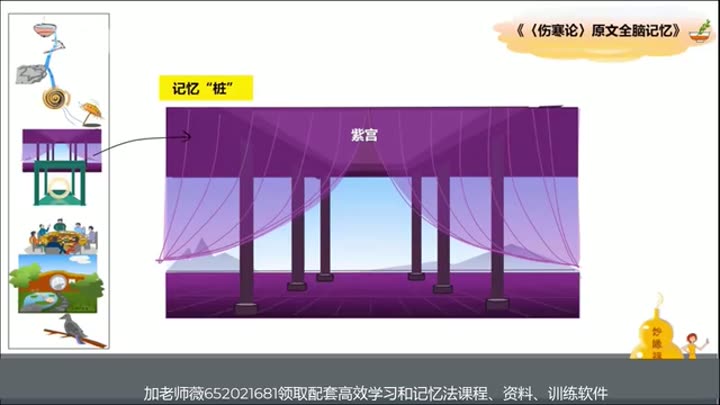 《〈伤寒论〉原文全脑记忆》
记忆“桩”
紫宫
加老师薇652021681领取配套高效学习和记忆法课程、资料、训练软件